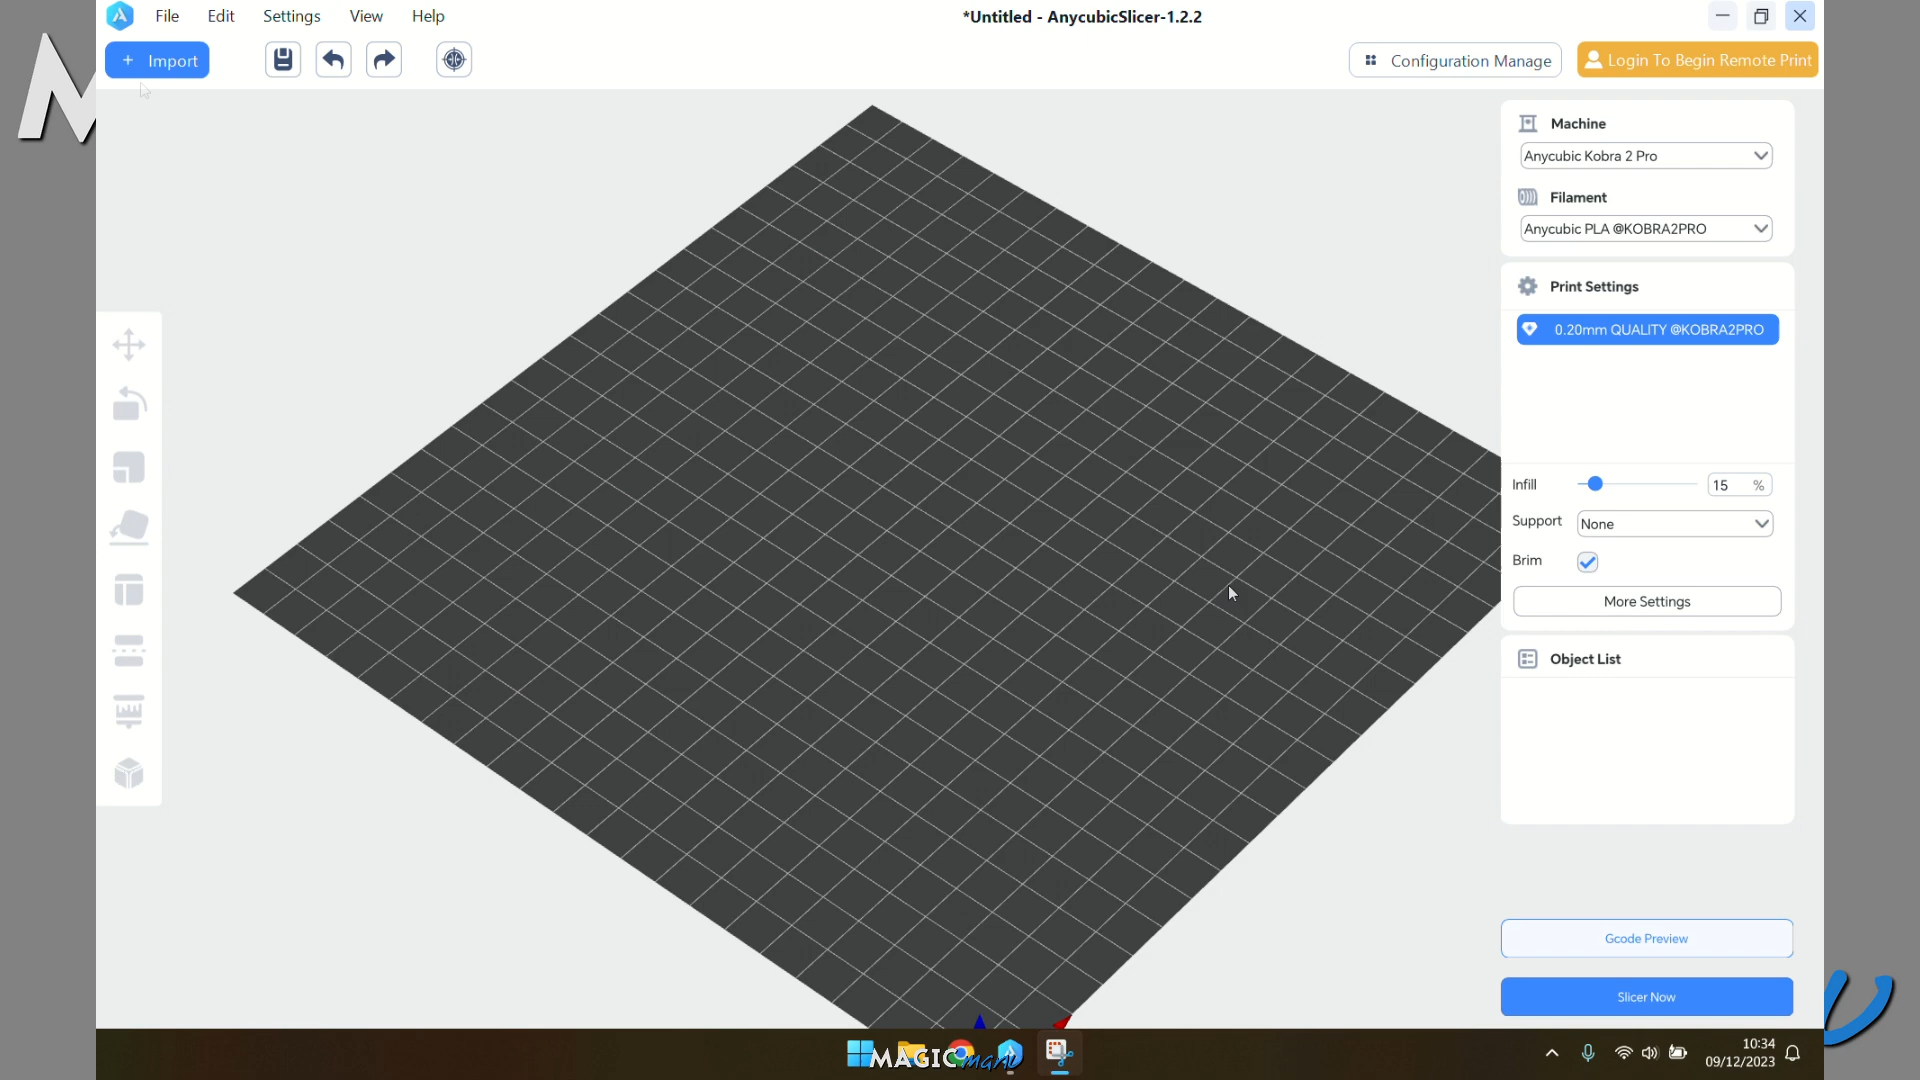 File Edit Settings View Help
*Untitled - AnycubicSlicer-1.2.2
+ Import
Configuration Manage
Login To Begin Remote Print
Machine
Anycubic Kobra 2 Pro
Filament
Anycubic PLA @KOBRA2PRO
Print Settings
0.20mm QUALITY @KOBRA2PRO
Infill 15 %
Support None
Brim
More Settings
Object List
Gcode Preview
Slicer Now
MAGIC manu
10:34
09/12/2023